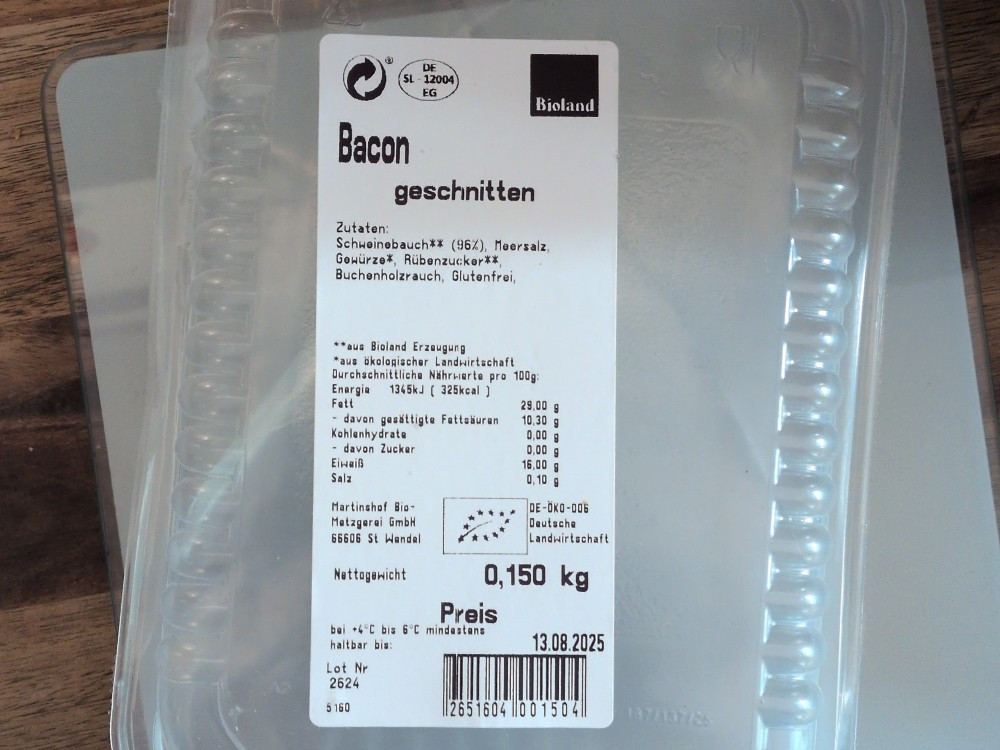 DE
SL - 12004
EG
Bioland
Bacon
geschnitten
Zutaten:
Schweinebauch** (96%), Meersalz,
Gewürze*, Rübenzucker**,
Buchenholzrauch, Glutenfrei,
**aus Bioland Erzeugung
*aus ökologischer Landwirtschaft
Durchschnittliche Nährwerte pro 100g:
Energie 1345kJ ( 325kcal )
Fett 29,00 g
- davon gesättigte Fettsäuren 10,30 g
Kohlenhydrate 0,00 g
- davon Zucker 0,00 g
Eiweiß 16,00 g
Salz 0,10 g
Martinshof Bio-
Metzgerei GmbH
66606 St Wendel
DE-ÖKO-006
Deutsche
Landwirtschaft
Nettogewicht 0,150 kg
Preis
bei +4°C bis 6°C mindestens
haltbar bis: 13.08.2025
Lot Nr
2624
5160
2651604 001504